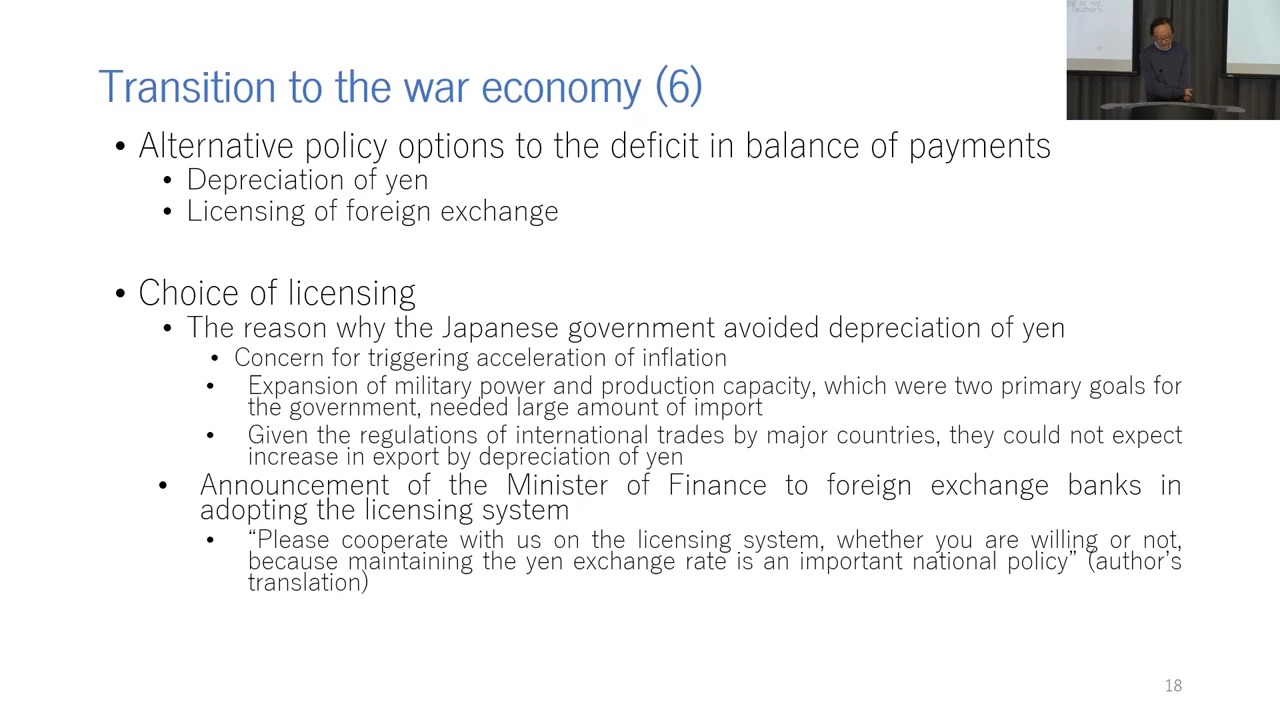 Transition to the war economy (6)
• Alternative policy options to the deficit in balance of payments
• Depreciation of yen
• Licensing of foreign exchange
• Choice of licensing
• The reason why the Japanese government avoided depreciation of yen
• Concern for triggering acceleration of inflation
• Expansion of military power and production capacity, which were two primary goals for
the government, needed large amount of import
• Given the regulations of international trades by major countries, they could not expect
increase in export by depreciation of yen
• Announcement of the Minister of Finance to foreign exchange banks in
adopting the licensing system
• “Please cooperate with us on the licensing system, whether you are willing or not,
because maintaining the yen exchange rate is an important national policy” (author’s
translation)
18